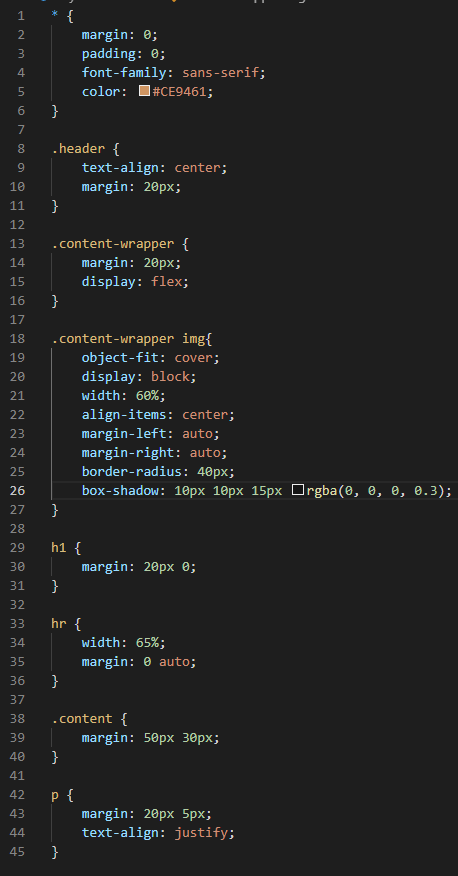 1 * {
2     margin: 0;
3     padding: 0;
4     font-family: sans-serif;
5     color: #CE9461;
6 }
7
8 .header {
9     text-align: center;
10     margin: 20px;
11 }
12
13 .content-wrapper {
14     margin: 20px;
15     display: flex;
16 }
17
18 .content-wrapper img{
19     object-fit: cover;
20     display: block;
21     width: 60%;
22     align-items: center;
23     margin-left: auto;
24     margin-right: auto;
25     border-radius: 40px;
26     box-shadow: 10px 10px 15px rgba(0, 0, 0, 0.3);
27 }
28
29 h1 {
30     margin: 20px 0;
31 }
32
33 hr {
34     width: 65%;
35     margin: 0 auto;
36 }
37
38 .content {
39     margin: 50px 30px;
40 }
41
42 p {
43     margin: 20px 5px;
44     text-align: justify;
45 }